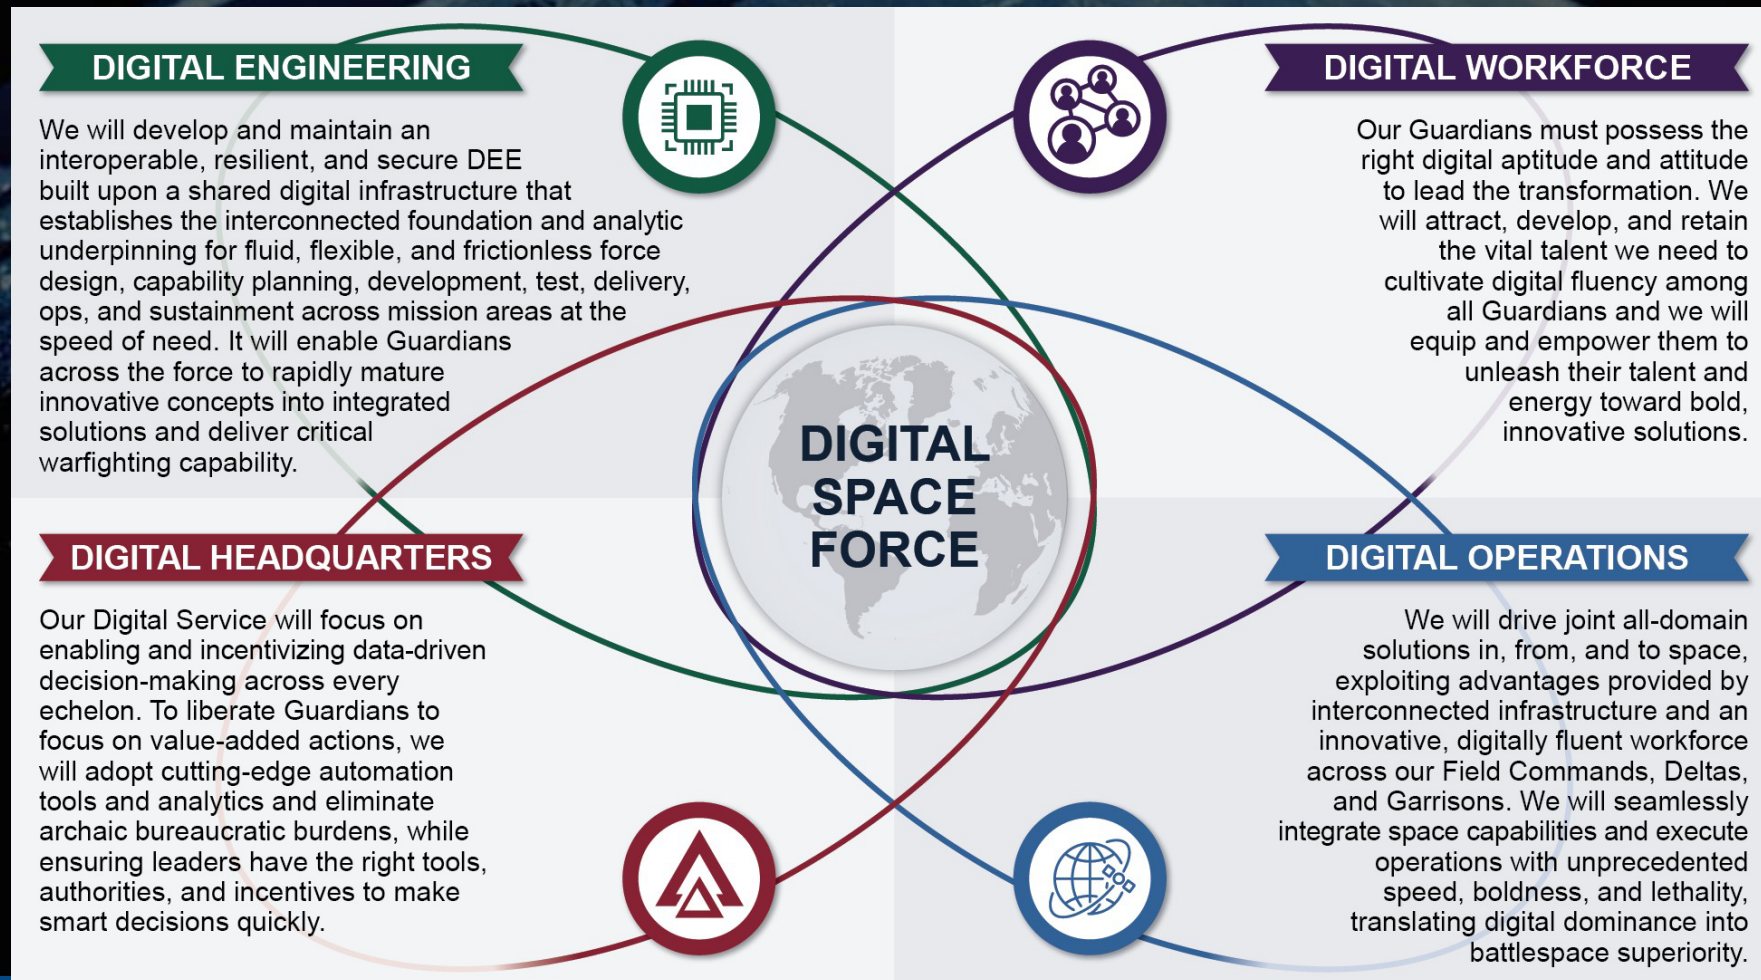 DIGITAL ENGINEERING
We will develop and maintain an
interoperable, resilient, and secure DEE
built upon a shared digital infrastructure that
establishes the interconnected foundation and analytic
underpinning for fluid, flexible, and frictionless force
design, capability planning, development, test, delivery,
ops, and sustainment across mission areas at the
speed of need. It will enable Guardians
across the force to rapidly mature
innovative concepts into integrated
solutions and deliver critical
warfighting capability.
DIGITAL WORKFORCE
Our Guardians must possess the
right digital aptitude and attitude
to lead the transformation. We
will attract, develop, and retain
the vital talent we need to
cultivate digital fluency among
all Guardians and we will
equip and empower them to
unleash their talent and
energy toward bold,
innovative solutions.
DIGITAL
SPACE
FORCE
DIGITAL HEADQUARTERS
Our Digital Service will focus on
enabling and incentivizing data-driven
decision-making across every
echelon. To liberate Guardians to
focus on value-added actions, we
will adopt cutting-edge automation
tools and analytics and eliminate
archaic bureaucratic burdens, while
ensuring leaders have the right tools,
authorities, and incentives to make
smart decisions quickly.
DIGITAL OPERATIONS
We will drive joint all-domain
solutions in, from, and to space,
exploiting advantages provided by
interconnected infrastructure and an
innovative, digitally fluent workforce
across our Field Commands, Deltas,
and Garrisons. We will seamlessly
integrate space capabilities and execute
operations with unprecedented
speed, boldness, and lethality,
translating digital dominance into
battlespace superiority.